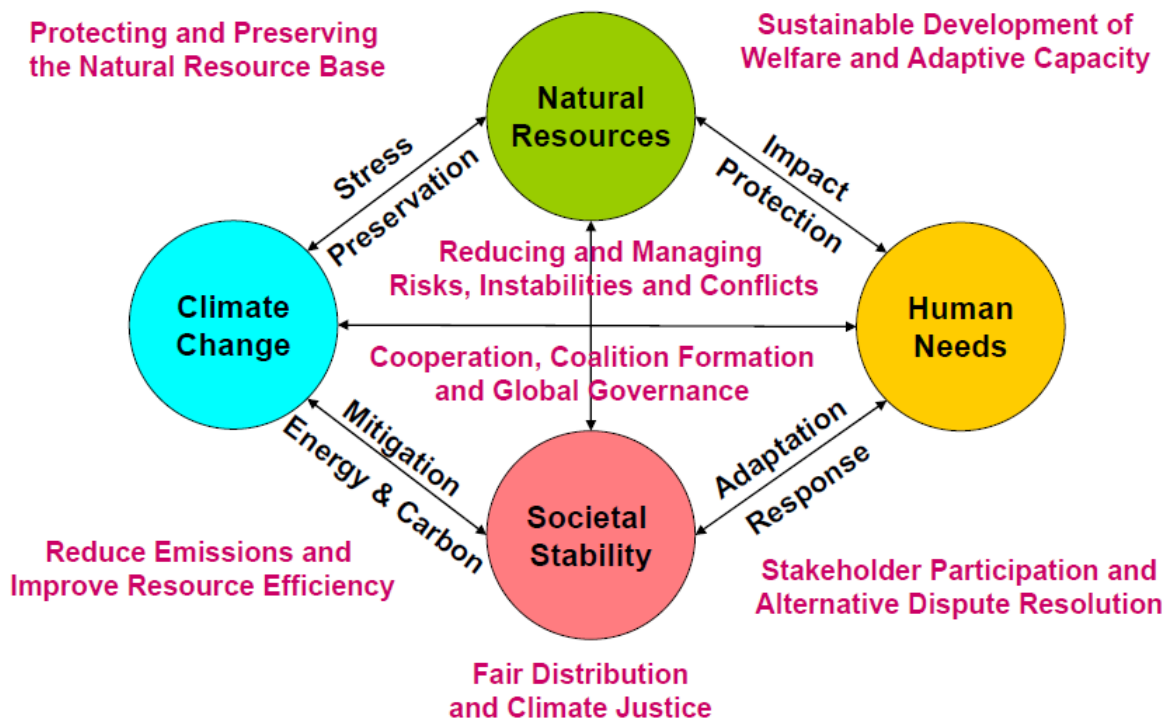 Protecting and Preserving
the Natural Resource Base
Sustainable Development of
Welfare and Adaptive Capacity
Natural
Resources
Stress
Preservation
Impact
Protection
Reducing and Managing
Risks, Instabilities and Conflicts
Climate
Change
Human
Needs
Cooperation, Coalition Formation
and Global Governance
Mitigation
Energy & Carbon
Adaptation
Response
Societal
Stability
Reduce Emissions and
Improve Resource Efficiency
Stakeholder Participation and
Alternative Dispute Resolution
Fair Distribution
and Climate Justice